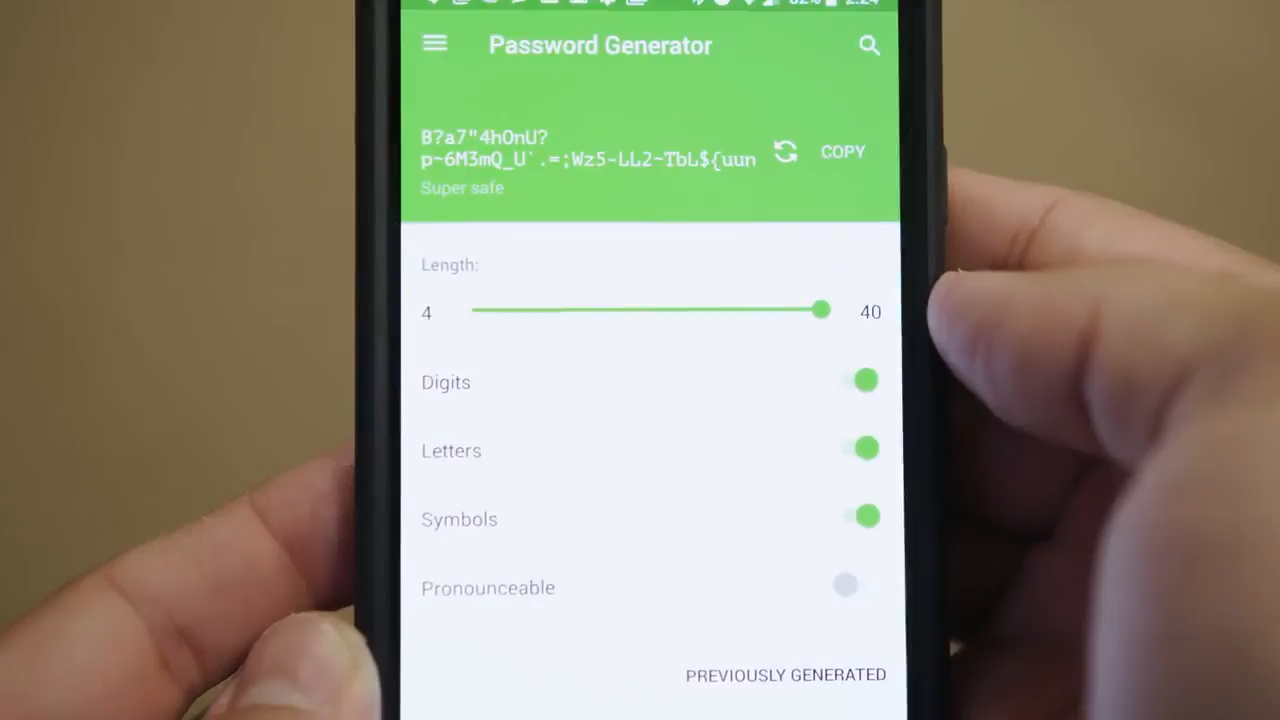 Password Generator
B?a7"4hOnU?
p~6M3mQ_U`.=;Wz5-LL2~TbL${uun
COPY
Super safe
Length:
4
40
Digits
Letters
Symbols
Pronounceable
PREVIOUSLY GENERATED